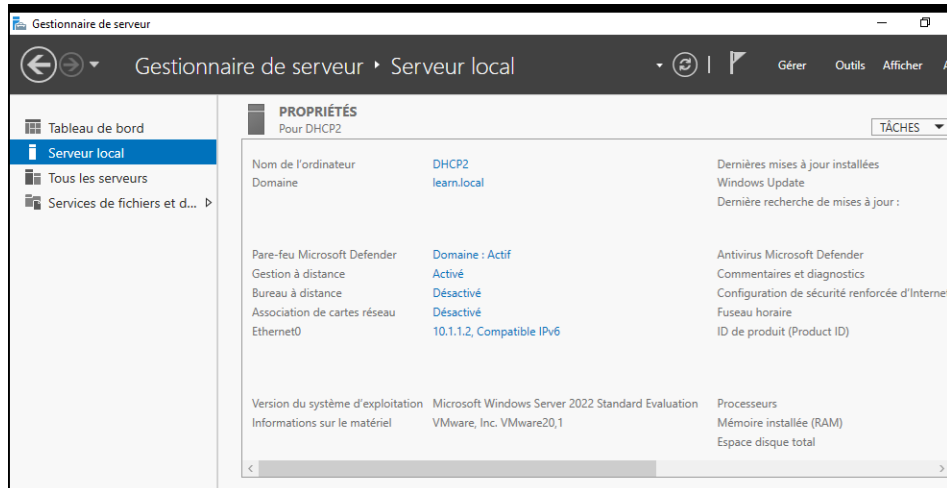 Gestionnaire de serveur
Gestionnaire de serveur ‣ Serveur local
Gérer Outils Afficher
Tableau de bord
Serveur local
Tous les serveurs
Services de fichiers et d...
PROPRIÉTÉS
Pour DHCP2
TÂCHES
Nom de l'ordinateur DHCP2 Dernières mises à jour installées
Domaine learn.local Windows Update
Dernière recherche de mises à jour :
Pare-feu Microsoft Defender Domaine : Actif Antivirus Microsoft Defender
Gestion à distance Activé Commentaires et diagnostics
Bureau à distance Désactivé Configuration de sécurité renforcée d'Interne
Association de cartes réseau Désactivé Fuseau horaire
Ethernet0 10.1.1.2, Compatible IPv6 ID de produit (Product ID)
Version du système d'exploitation Microsoft Windows Server 2022 Standard Evaluation Processeurs
Informations sur le matériel VMware, Inc. VMware20,1 Mémoire installée (RAM)
Espace disque total